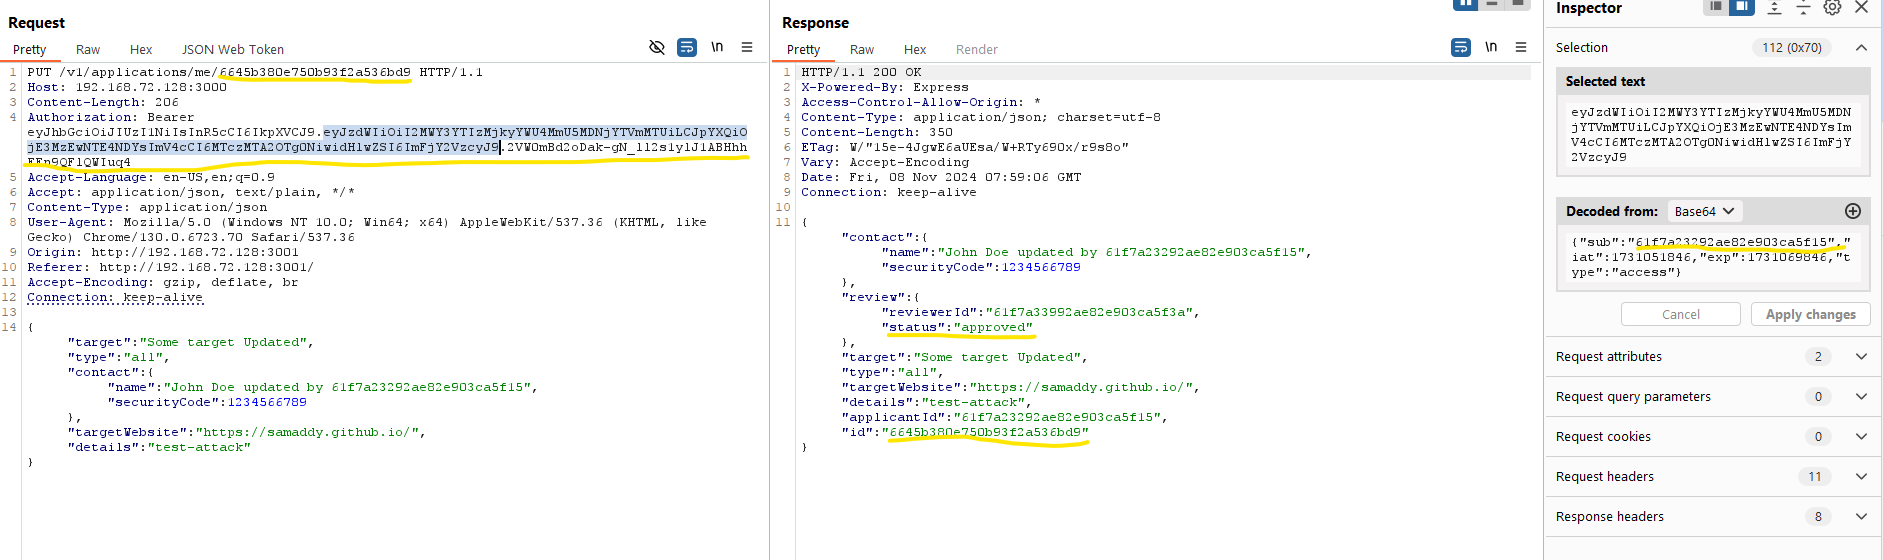 Request
Pretty Raw Hex JSON Web Token \n
1 PUT /v1/applications/me/6645b380e750b93f2a536bd9 HTTP/1.1
2 Host: 192.168.72.128:3000
3 Content-Length: 206
4 Authorization: Bearer
eyJhbGciOiJIUzI1NiIsInR5cCI6IkpXVCJ9.eyJzdWIiOiI2MWY3YTIzMjkyYWU4MmU5MDNjYTVmMTUiLCJpYXQiO
jE3MzEwNTE4NDYsImV4cCI6MTczMTA2OTg0NiwidHlwZSI6ImFjY2VzcyJ9.2VWOmBd2oDak-gN_ll2s1ylJ1ABHhh
EEn9QFlQWIuq4
5 Accept-Language: en-US,en;q=0.9
6 Accept: application/json, text/plain, */*
7 Content-Type: application/json
8 User-Agent: Mozilla/5.0 (Windows NT 10.0; Win64; x64) AppleWebKit/537.36 (KHTML, like
Gecko) Chrome/130.0.6723.70 Safari/537.36
9 Origin: http://192.168.72.128:3001
10 Referer: http://192.168.72.128:3001/
11 Accept-Encoding: gzip, deflate, br
12 Connection: keep-alive
13
14 {
"target":"Some target Updated",
"type":"all",
"contact":{
"name":"John Doe updated by 61f7a23292ae82e903ca5f15",
"securityCode":1234566789
},
"targetWebsite":"https://samaddy.github.io/",
"details":"test-attack"
}
Response
Pretty Raw Hex Render \n
1 HTTP/1.1 200 OK
2 X-Powered-By: Express
3 Access-Control-Allow-Origin: *
4 Content-Type: application/json; charset=utf-8
5 Content-Length: 350
6 ETag: W/"15e-4JgwE6aUEsa/W+RTy690x/r9s8o"
7 Vary: Accept-Encoding
8 Date: Fri, 08 Nov 2024 07:59:06 GMT
9 Connection: keep-alive
10
11 {
"contact":{
"name":"John Doe updated by 61f7a23292ae82e903ca5f15",
"securityCode":1234566789
},
"review":{
"reviewerId":"61f7a33992ae82e903ca5f3a",
"status":"approved"
},
"target":"Some target Updated",
"type":"all",
"targetWebsite":"https://samaddy.github.io/",
"details":"test-attack",
"applicantId":"61f7a23292ae82e903ca5f15",
"id":"6645b380e750b93f2a536bd9"
}
Inspector
Selection 112 (0x70)
Selected text
eyJzdWIiOiI2MWY3YTIzMjkyYWU4MmU5MDN
jYTVmMTUiLCJpYXQiOjE3MzEwNTE4NDYsIm
V4cCI6MTczMTA2OTg0NiwidHlwZSI6ImFjY
2VzcyJ9
Decoded from: Base64
{"sub":"61f7a23292ae82e903ca5f15","
iat":1731051846,"exp":1731069846,"t
ype":"access"}
Cancel Apply changes
Request attributes 2
Request query parameters 0
Request cookies 0
Request headers 11
Response headers 8